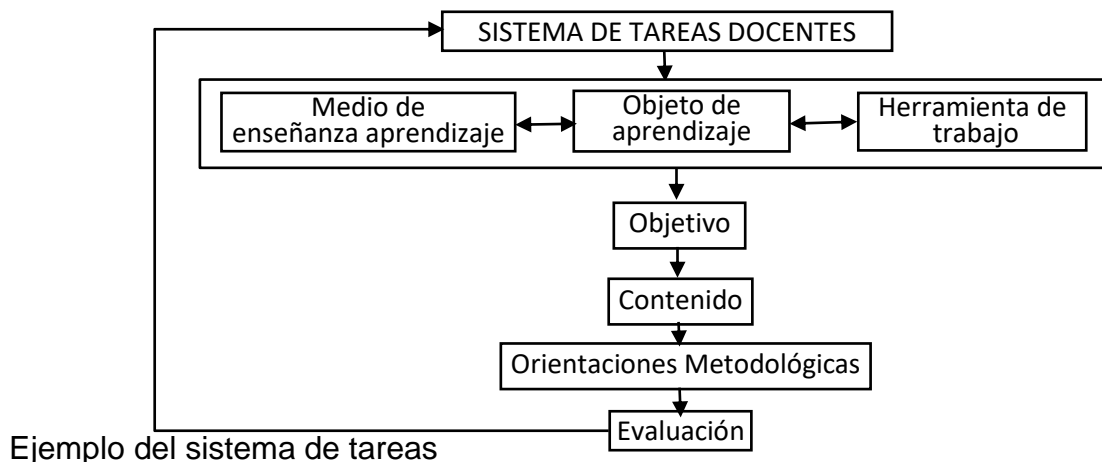 SISTEMA DE TAREAS DOCENTES
Medio de
enseñanza aprendizaje
Objeto de
aprendizaje
Herramienta de
trabajo
Objetivo
Contenido
Orientaciones Metodológicas
Evaluación
Ejemplo del sistema de tareas